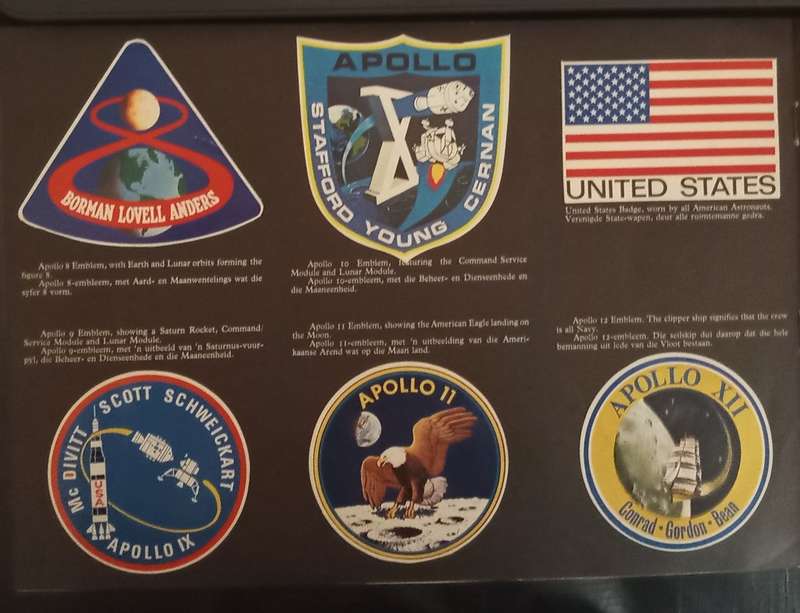 BORMAN LOVELL ANDERS
Apollo 8 Emblem, with Earth and Lunar orbits forming the
figure 8.
Apollo 8-embleem, met Aard- en Maanwentelings wat die
syfer 8 vorm.
APOLLO
X
STAFFORD YOUNG CERNAN
Apollo 10 Emblem, featuring the Command Service
Module and Lunar Module.
Apollo 10-embleem, met die Beheer- en Dienseenhede en
die Maaneenheid.
UNITED STATES
United States Badge, worn by all American Astronauts.
Verenigde State-wapen, deur alle ruimtemanne gedra.
Apollo 9 Emblem, showing a Saturn Rocket, Command/
Service Module and Lunar Module.
Apollo 9-embleem, met 'n uitbeeld van 'n Saturnus-vuur-
pyl, die Beheer- en Dienseenhede en die Maaneenheid.
Mc DIVITT SCOTT SCHWEICKART
USA
APOLLO IX
Apollo 11 Emblem, showing the American Eagle landing on
the Moon.
Apollo 11-embleem, met 'n uitbeelding van die Ameri-
kaanse Arend wat op die Maan land.
APOLLO 11
Apollo 12 Emblem. The clipper ship signifies that the crew
is all Navy.
Apollo 12-embleem. Die seilskip dui daarop dat die hele
bemanning uit lede van die Vloot bestaan.
APOLLO XII
Conrad • Gordon • Bean